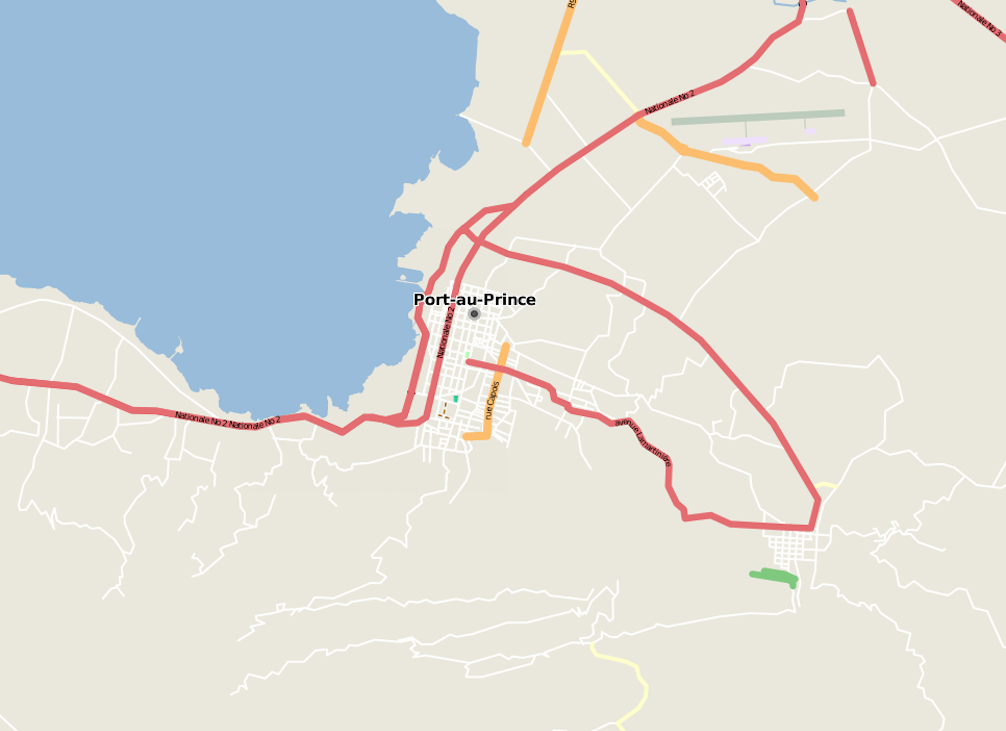 Nationale No 3
Nationale No 2
Port-au-Prince
Nationale No 2
rue Capois
Nationale No 2 Nationale No 2
avenue Lamartinière